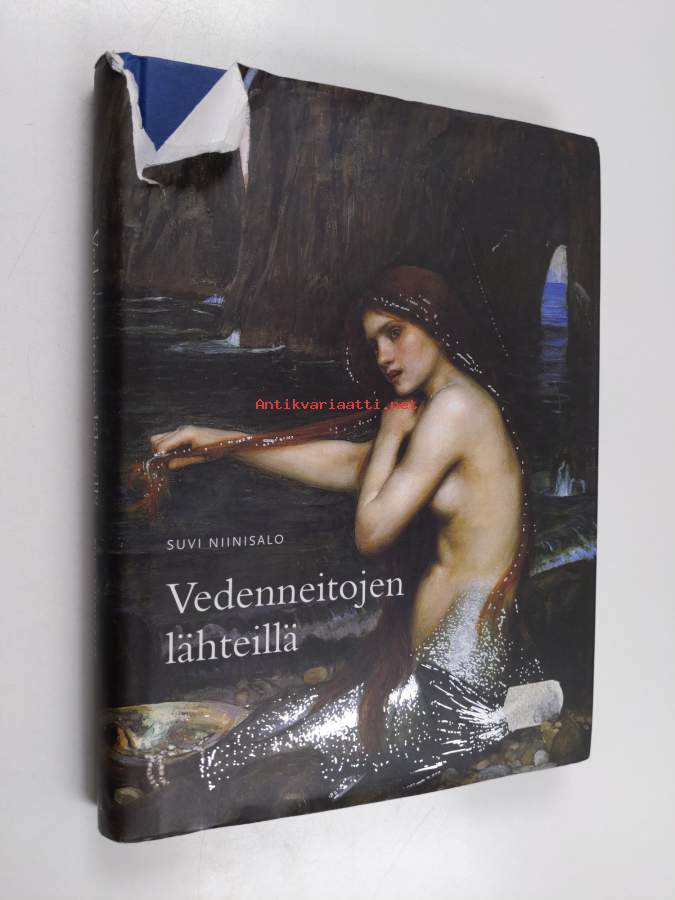 Antikvariaatti.net
SUVI NIINISALO
Vedenneitojen
lähteillä